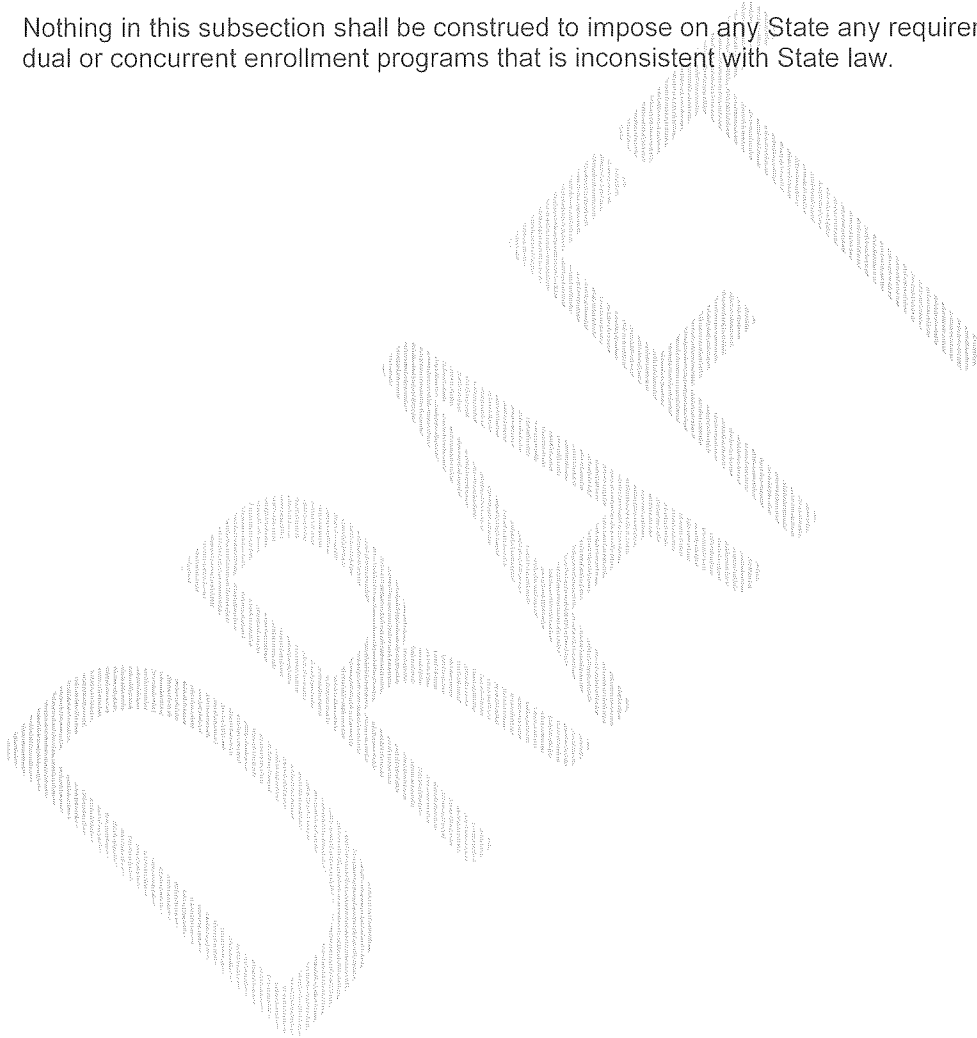 Nothing in this subsection shall be construed to impose on any State any
dual or concurrent enrollment programs that is inconsistent with State law.
DRAFT